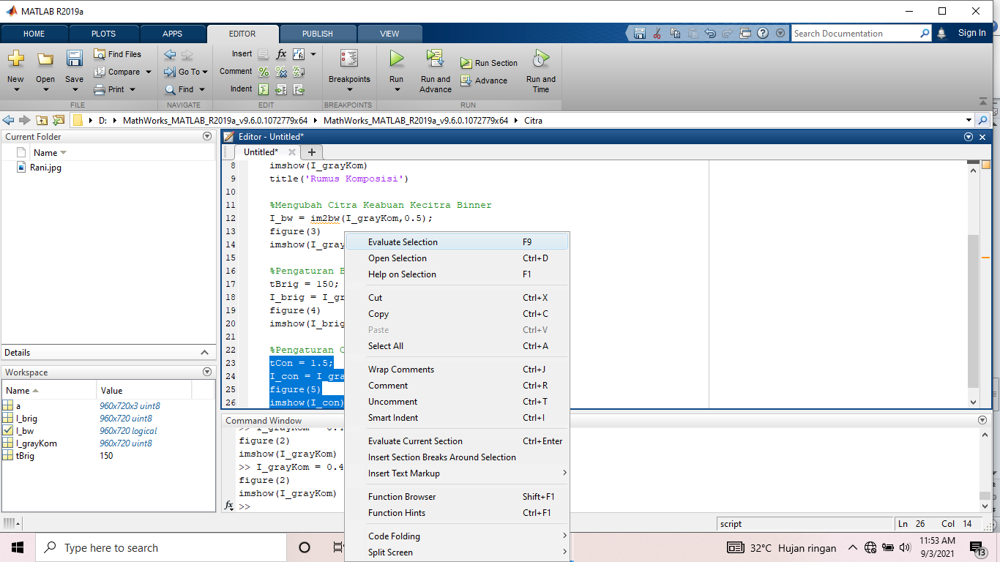 MATLAB R2019a
HOME PLOTS APPS EDITOR PUBLISH VIEW
Search Documentation
Sign In
New
Open
Save
Find Files
Compare
Print
Go To
Find
Insert
fx
Comment
Indent
Breakpoints
Run
Run and Advance
Run Section
Advance
Run and Time
FILE NAVIGATE EDIT BREAKPOINTS RUN
D: MathWorks_MATLAB_R2019a_v9.6.0.1072779x64 MathWorks_MATLAB_R2019a_v9.6.0.1072779x64 Citra
Current Folder
Name
Rani.jpg
Details
Workspace
Name Value
a 960x720x3 uint8
I_brig 960x720 uint8
I_bw 960x720 logical
I_grayKom 960x720 uint8
tBrig 150
Editor - Untitled*
Untitled*
8 imshow(I_grayKom)
9 title('Rumus Komposisi')
10
11 %Mengubah Citra Keabuan Kecitra Binner
12 I_bw = im2bw(I_grayKom,0.5);
13 figure(3)
14 imshow(I_gray
15
16 %Pengaturan B
17 tBrig = 150;
18 I_brig = I_gr
19 figure(4)
20 imshow(I_brig
21
22 %Pengaturan C
23 tCon = 1.5;
24 I_con = I_gra
25 figure(5)
26 imshow(I_con)
Command Window
figure(2)
imshow(I_grayKom)
>> I_grayKom = 0.4
figure(2)
imshow(I_grayKom)
fx >>
Evaluate Selection F9
Open Selection Ctrl+D
Help on Selection F1
Cut Ctrl+X
Copy Ctrl+C
Paste Ctrl+V
Select All Ctrl+A
Wrap Comments Ctrl+J
Comment Ctrl+R
Uncomment Ctrl+T
Smart Indent Ctrl+I
Evaluate Current Section Ctrl+Enter
Insert Section Breaks Around Selection
Insert Text Markup
Function Browser Shift+F1
Function Hints Ctrl+F1
Code Folding
Split Screen
script
Ln 26 Col 14
Type here to search
32°C Hujan ringan
11:53 AM
9/3/2021
13